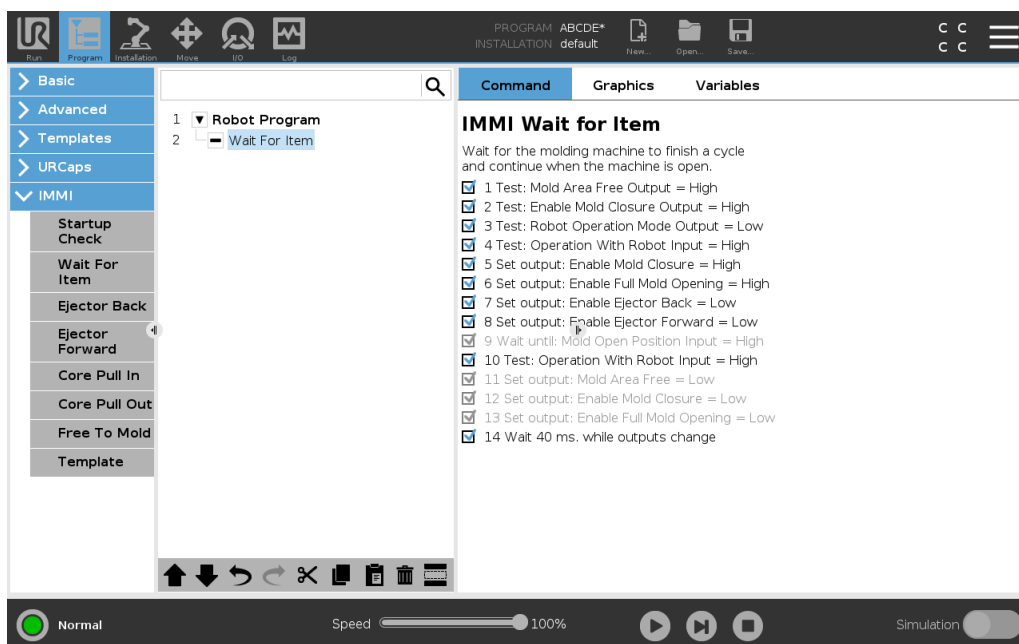 PROGRAM ABCDE*
INSTALLATION default
C C
C C
Run Program Installation Move I/O Log New... Open... Save...
Basic
Advanced
Templates
URCaps
IMMI
Startup
Check
Wait For
Item
Ejector Back
Ejector
Forward
Core Pull In
Core Pull Out
Free To Mold
Template
1 Robot Program
2 Wait For Item
Command Graphics Variables
IMMI Wait for Item
Wait for the molding machine to finish a cycle
and continue when the machine is open.
1 Test: Mold Area Free Output = High
2 Test: Enable Mold Closure Output = High
3 Test: Robot Operation Mode Output = Low
4 Test: Operation With Robot Input = High
5 Set output: Enable Mold Closure = High
6 Set output: Enable Full Mold Opening = High
7 Set output: Enable Ejector Back = Low
8 Set output: Enable Ejector Forward = Low
9 Wait until: Mold Open Position Input = High
10 Test: Operation With Robot Input = High
11 Set output: Mold Area Free = Low
12 Set output: Enable Mold Closure = Low
13 Set output: Enable Full Mold Opening = Low
14 Wait 40 ms. while outputs change
Normal
Speed 100%
Simulation